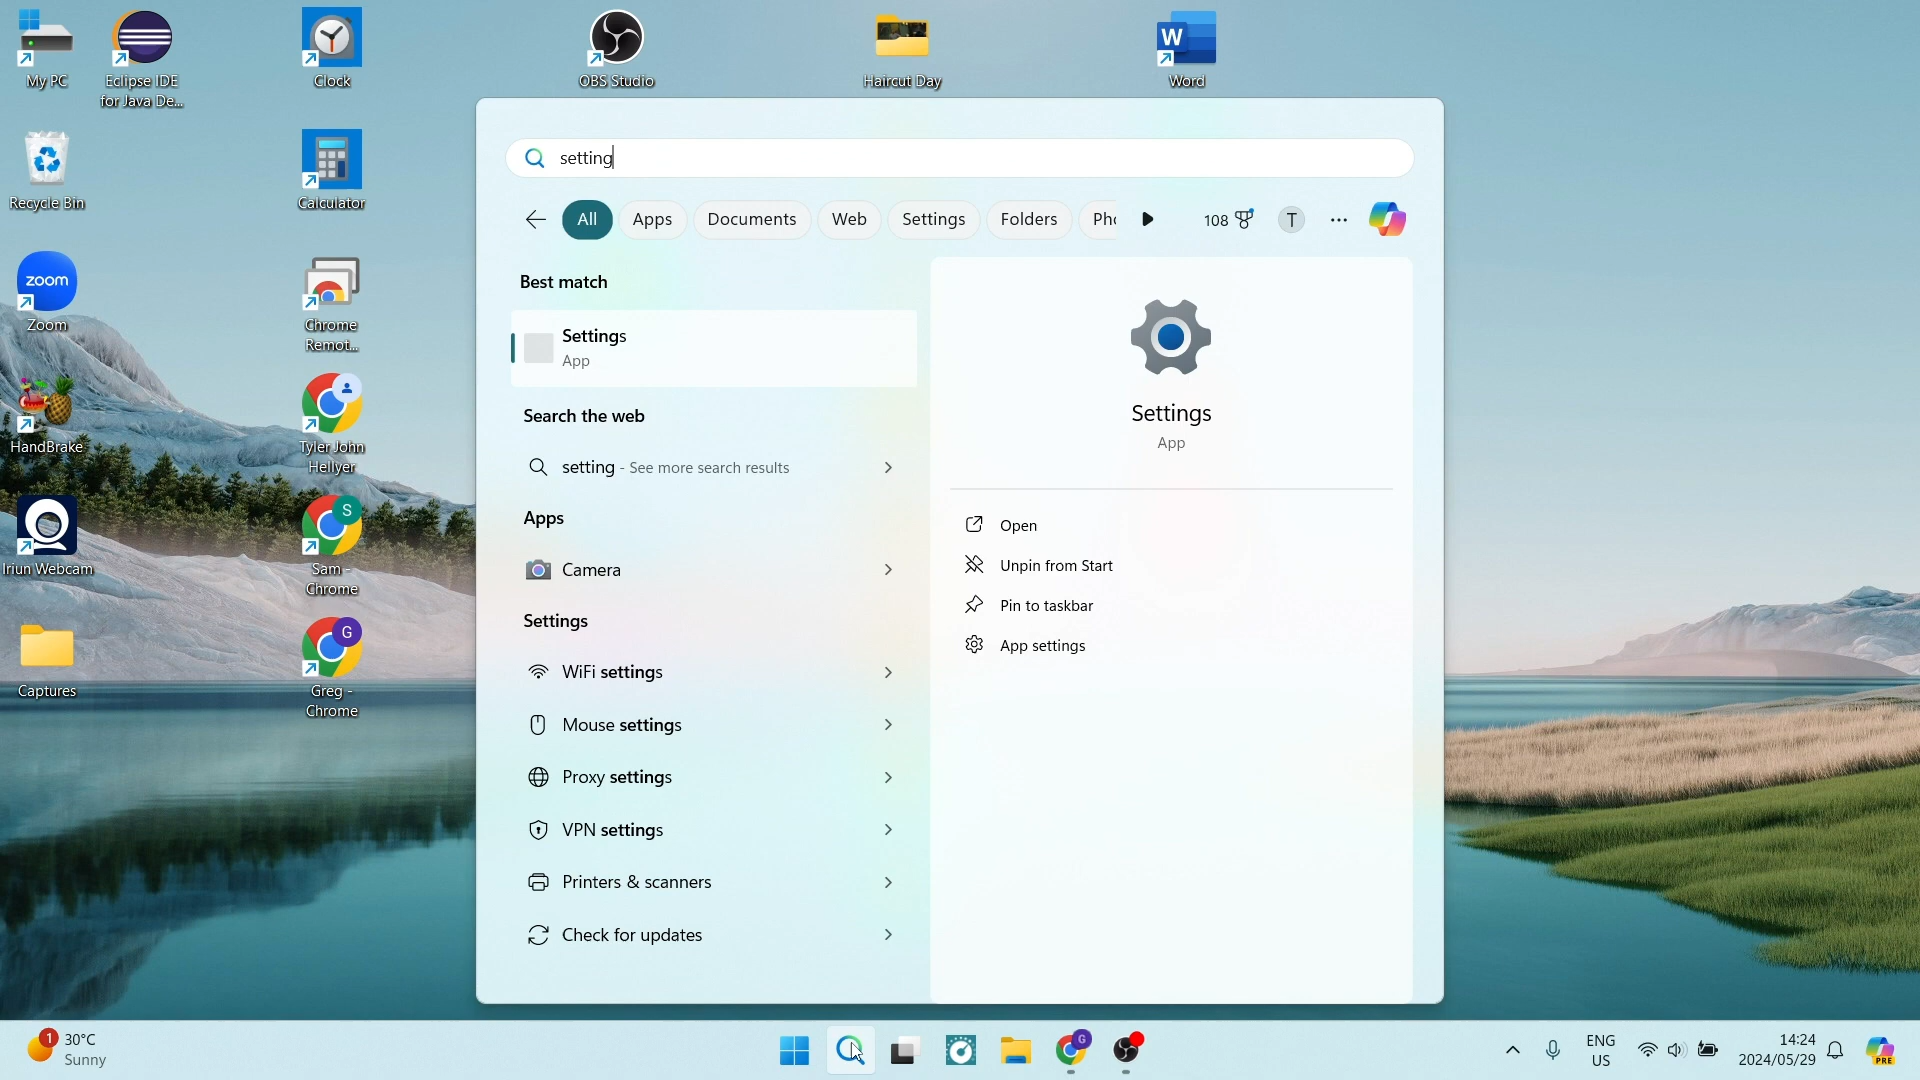 My PC
Eclipse IDE
for Java De...
Clock
OBS Studio
Haircut Day
W
Word
Recycle Bin
Calculator
zoom
Zoom
Chrome
Remot...
HandBrake
Tyler John
Hellyer
Iriun Webcam
S
Sam -
Chrome
Captures
G
Greg -
Chrome
setting
All
Apps
Documents
Web
Settings
Folders
Pho
108
T
Best match
Settings
App
Search the web
setting - See more search results
Apps
Camera
Settings
WiFi settings
Mouse settings
Proxy settings
VPN settings
Printers & scanners
Check for updates
Settings
App
Open
Unpin from Start
Pin to taskbar
App settings
1
30°C
Sunny
G
ENG
US
14:24
2024/05/29
PRE